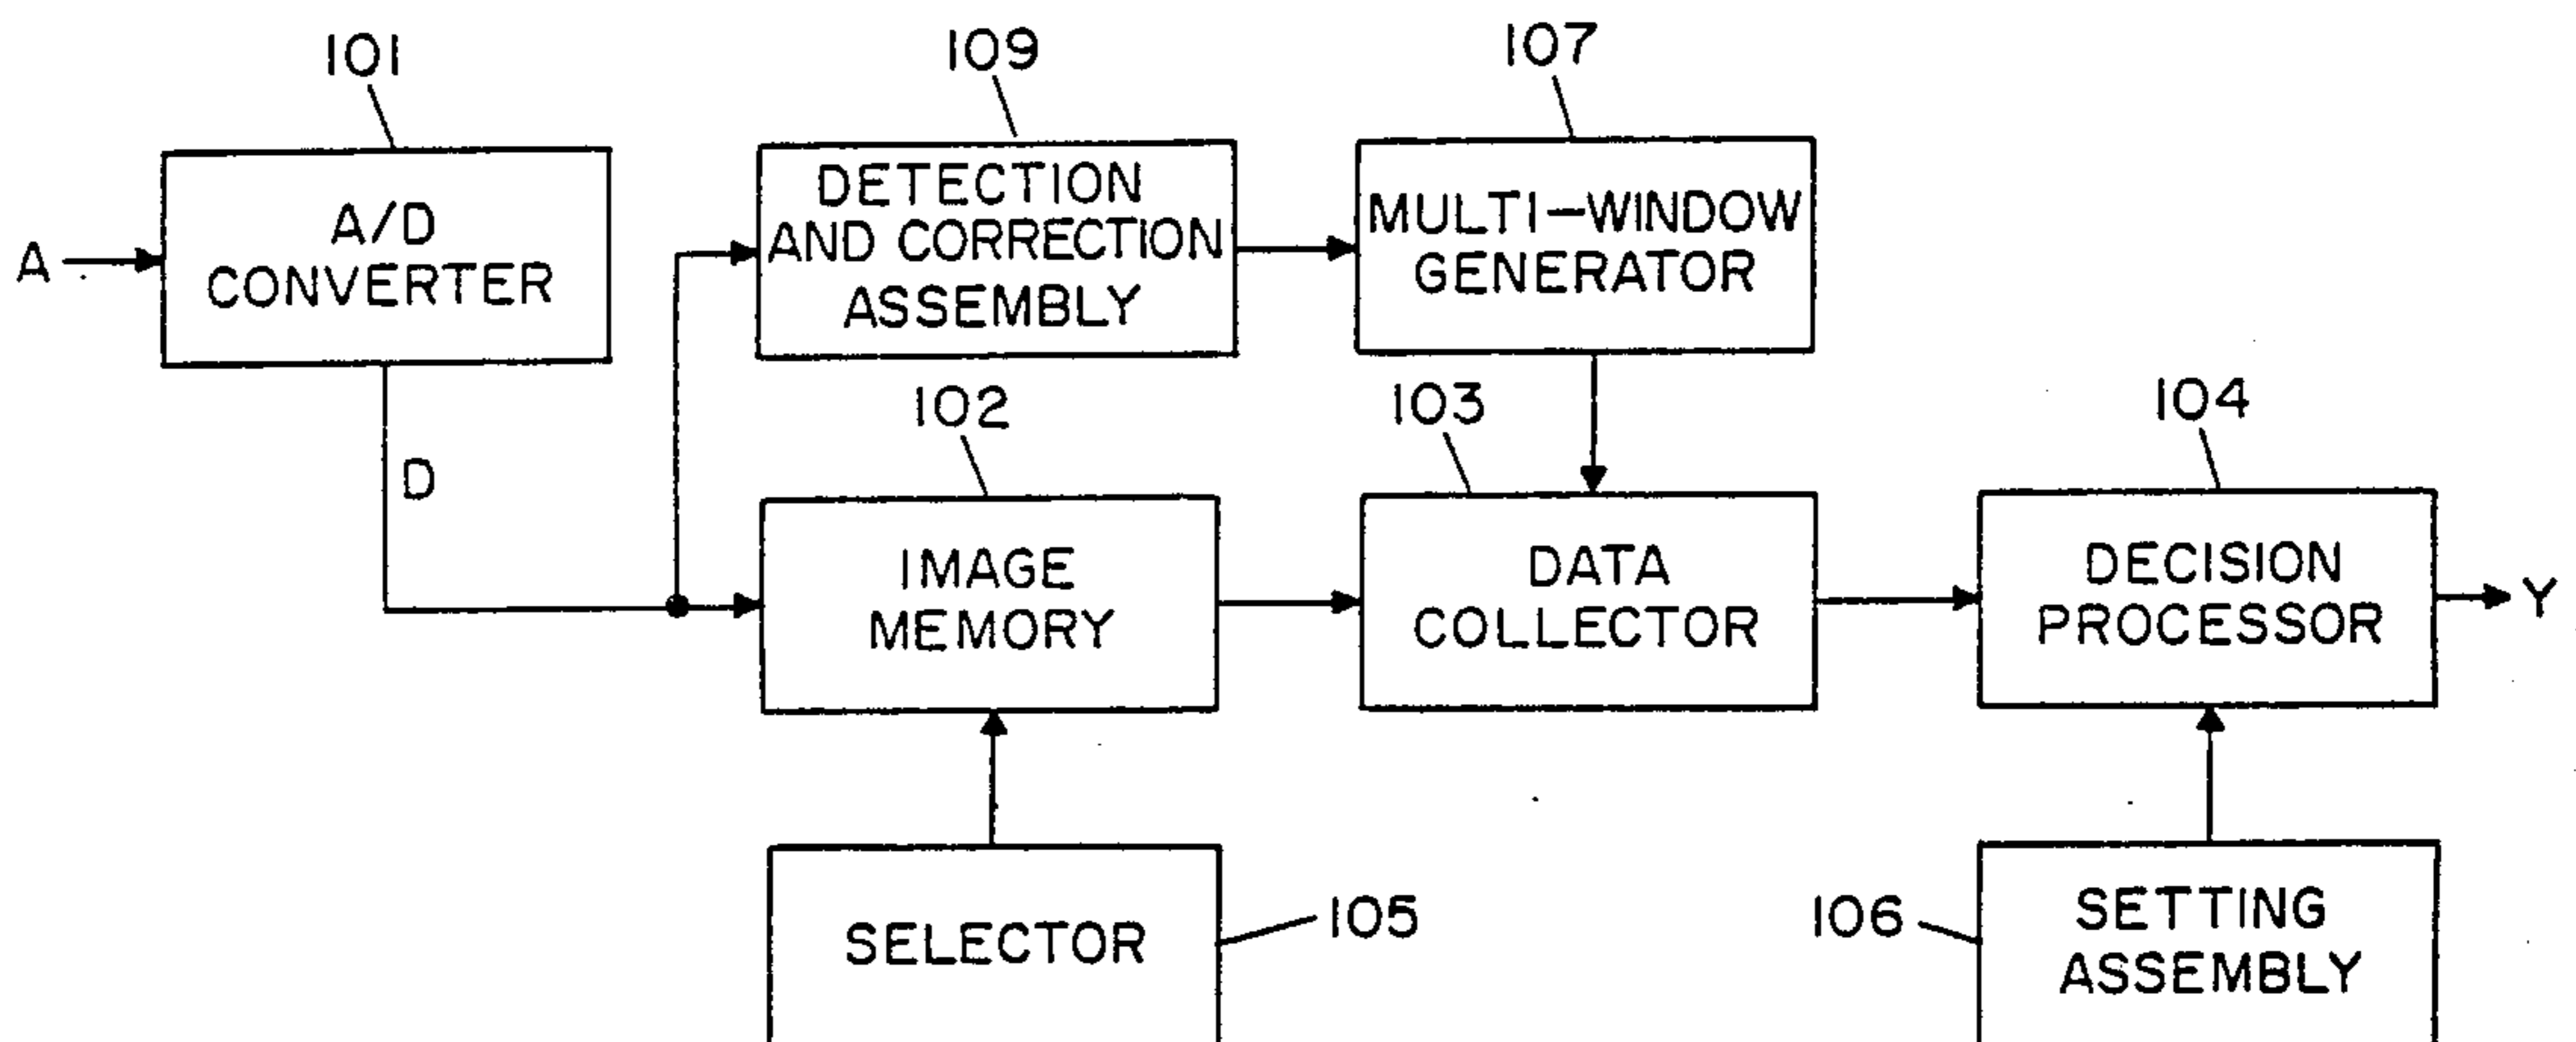 101
109
107
A
A/D
CONVERTER
DETECTION
AND CORRECTION
ASSEMBLY
MULTI-WINDOW
GENERATOR
D
102
103
104
IMAGE
MEMORY
DATA
COLLECTOR
DECISION
PROCESSOR
Y
SELECTOR
105
106
SETTING
ASSEMBLY